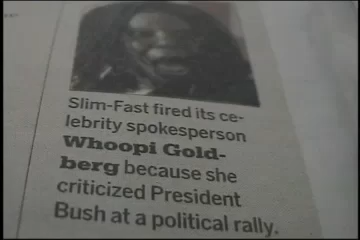 Slim-Fast fired its ce-
lebrity spokesperson
Whoopi Gold-
berg because she
criticized President
Bush at a political rally.